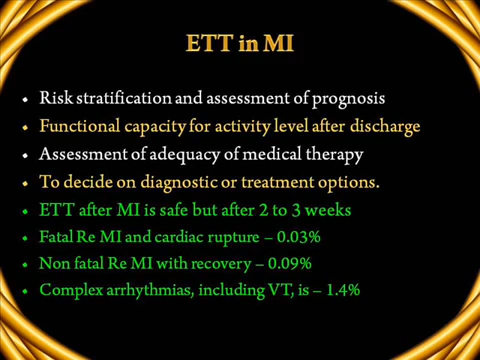 ETT in MI
• Risk stratification and assessment of prognosis
• Functional capacity for activity level after discharge
• Assessment of adequacy of medical therapy
• To decide on diagnostic or treatment options.
• ETT after MI is safe but after 2 to 3 weeks
• Fatal Re MI and cardiac rupture – 0.03%
• Non fatal Re MI with recovery – 0.09%
• Complex arrhythmias, including VT, is – 1.4%